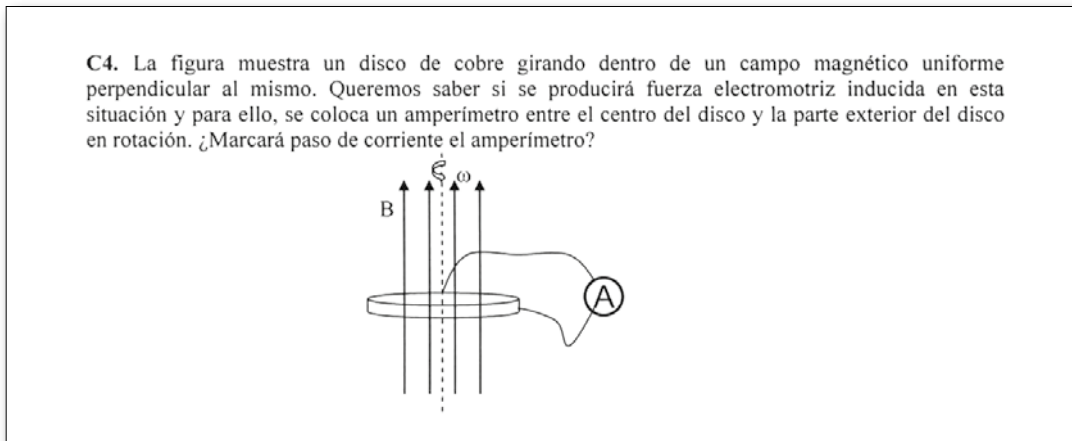 C4. La figura muestra un disco de cobre girando dentro de un campo magnético uniforme
perpendicular al mismo. Queremos saber si se producirá fuerza electromotriz inducida en esta
situación y para ello, se coloca un amperímetro entre el centro del disco y la parte exterior del disco
en rotación. ¿Marcará paso de corriente el amperímetro?
ω
B
A